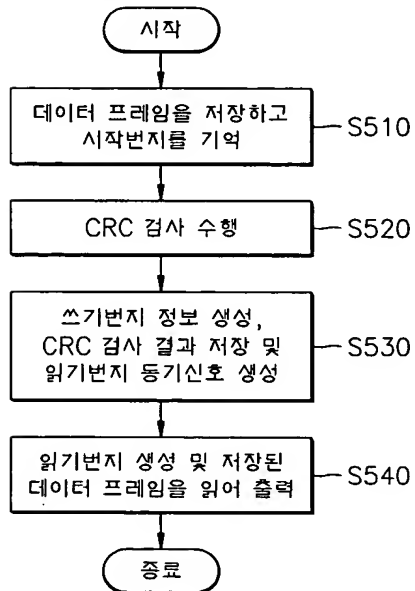 시작
데이터 프레임을 저장하고
시작번지를 기억
S510
CRC 검사 수행
S520
쓰기번지 정보 생성,
CRC 검사 결과 저장 및
읽기번지 동기신호 생성
S530
읽기번지 생성 및 저장된
데이터 프레임을 읽어 출력
S540
종료